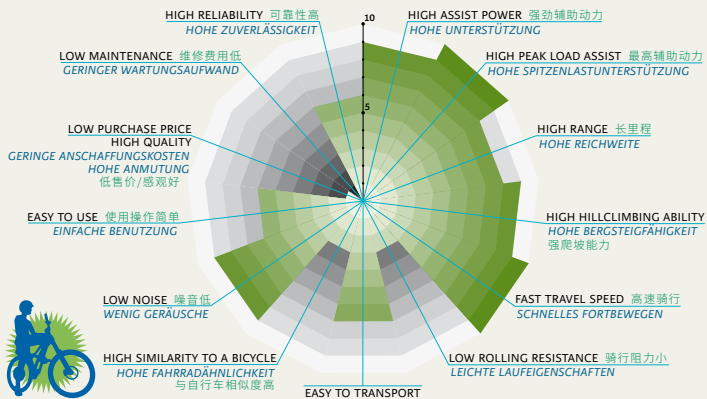 10
5
HIGH ASSIST POWER 强劲辅助动力
HOHE UNTERSTÜTZUNG
HIGH PEAK LOAD ASSIST 最高辅助动力
HOHE SPITZENLASTUNTERSTÜTZUNG
HIGH RANGE 长里程
HOHE REICHWEITE
HIGH HILLCLIMBING ABILITY
HOHE BERGSTEIGFÄHIGKEIT
强爬坡能力
FAST TRAVEL SPEED 高速骑行
SCHNELLES FORTBEWEGEN
LOW ROLLING RESISTANCE 骑行阻力小
LEICHTE LAUFEIGENSCHAFTEN
EASY TO TRANSPORT
HIGH SIMILARITY TO A BICYCLE
HOHE FAHRRADÄHNLICHKEIT
与自行车相似度高
LOW NOISE 噪音低
WENIG GERÄUSCHE
EASY TO USE 使用操作简单
EINFACHE BENUTZUNG
LOW PURCHASE PRICE
HIGH QUALITY
GERINGE ANSCHAFFUNGSKOSTEN
HOHE ANMUTUNG
低售价/感观好
LOW MAINTENANCE 维修费用低
GERINGER WARTUNGSAUFWAND
HIGH RELIABILITY 可靠性高
HOHE ZUVERLÄSSIGKEIT